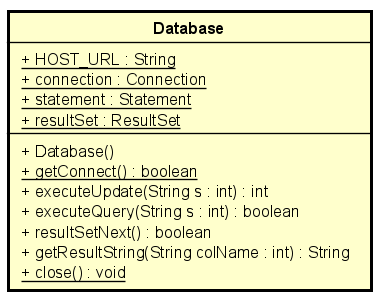 Database
+ HOST_URL : String
+ connection : Connection
+ statement : Statement
+ resultSet : ResultSet
+ Database()
+ getConnect() : boolean
+ executeUpdate(String s : int) : int
+ executeQuery(String s : int) : boolean
+ resultSetNext() : boolean
+ getResultString(String colName : int) : String
+ close() : void